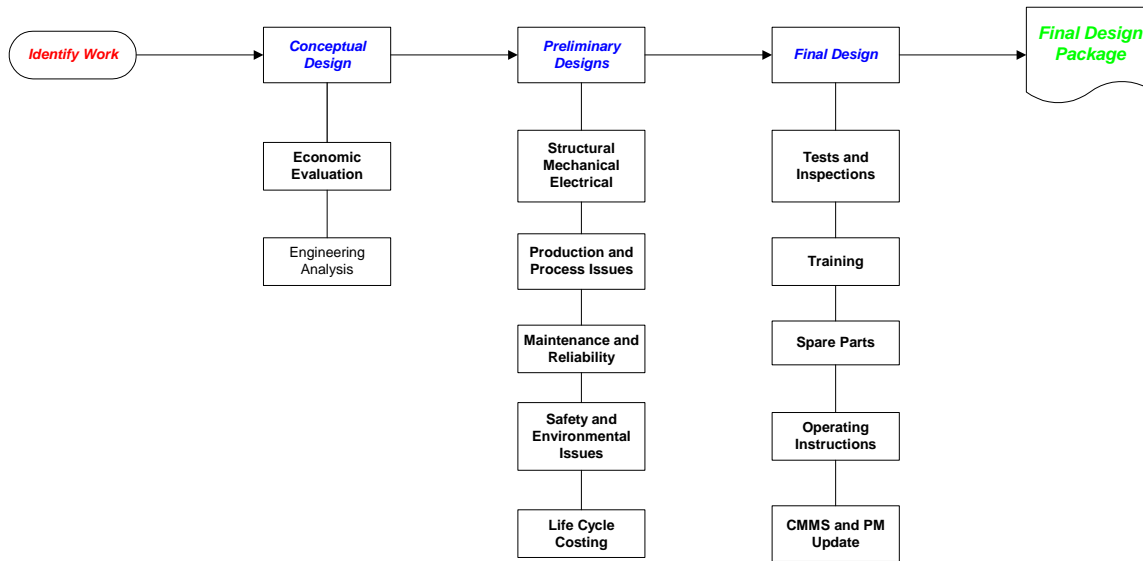 Identify Work
Conceptual
Design
Preliminary
Designs
Final Design
Final Design
Package
Economic
Evaluation
Engineering
Analysis
Structural
Mechanical
Electrical
Production and
Process Issues
Maintenance and
Reliability
Safety and
Environmental
Issues
Life Cycle
Costing
Tests and
Inspections
Training
Spare Parts
Operating
Instructions
CMMS and PM
Update